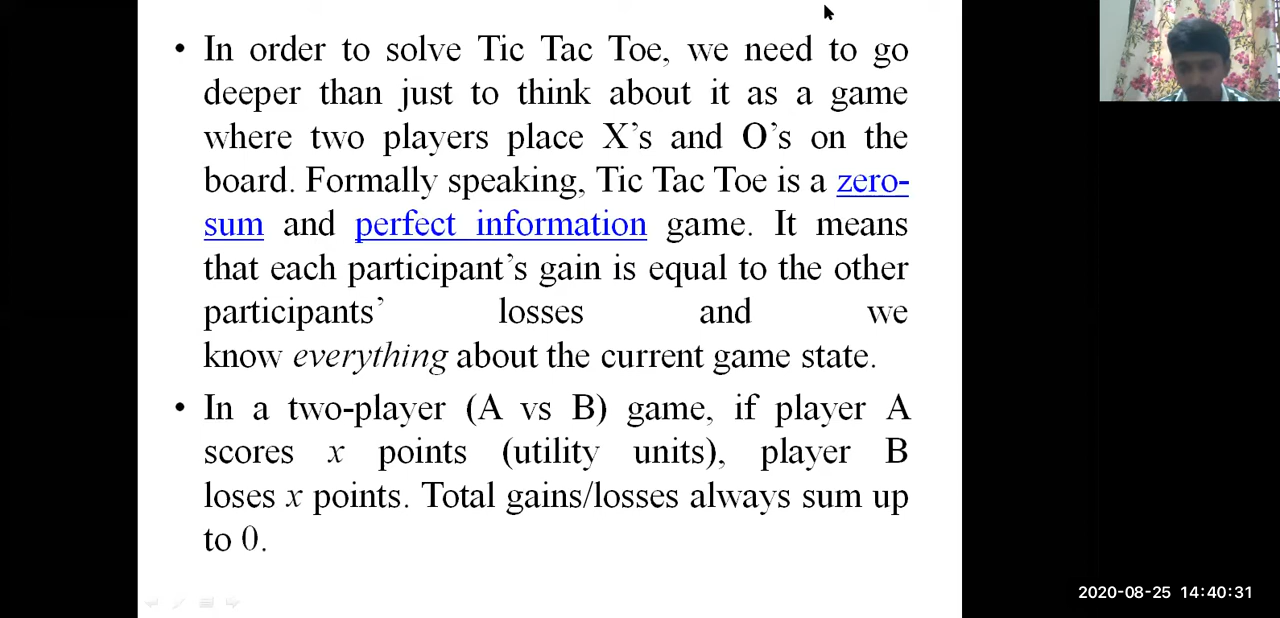 • In order to solve Tic Tac Toe, we need to go
deeper than just to think about it as a game
where two players place X’s and O’s on the
board. Formally speaking, Tic Tac Toe is a zero-
sum and perfect information game. It means
that each participant’s gain is equal to the other
participants’ losses and we
know everything about the current game state.
• In a two-player (A vs B) game, if player A
scores x points (utility units), player B
loses x points. Total gains/losses always sum up
to 0.
2020-08-25 14:40:31